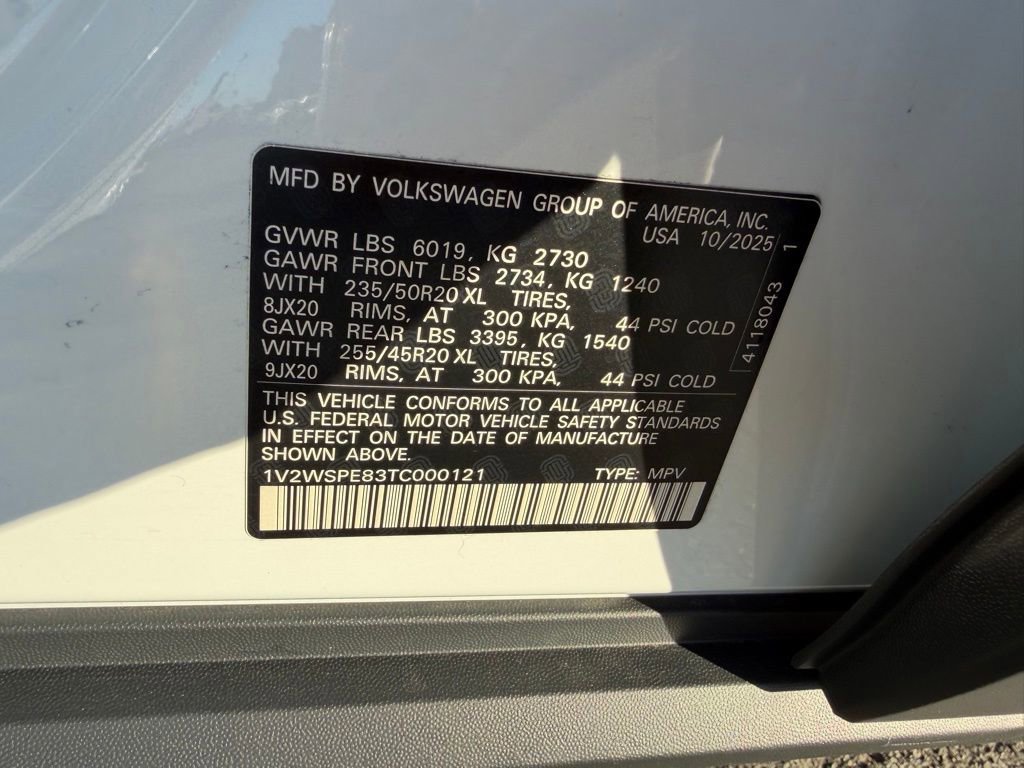 MFD BY VOLKSWAGEN GROUP OF AMERICA, INC.
USA 10/2025
GVWR LBS 6019, KG 2730
GAWR FRONT LBS 2734, KG 1240
WITH 235/50R20 XL TIRES,
8JX20 RIMS, AT 300 KPA, 44 PSI COLD
GAWR REAR LBS 3395, KG 1540
WITH 255/45R20 XL TIRES,
9JX20 RIMS, AT 300 KPA, 44 PSI COLD
THIS VEHICLE CONFORMS TO ALL APPLICABLE
U.S. FEDERAL MOTOR VEHICLE SAFETY STANDARDS
IN EFFECT ON THE DATE OF MANUFACTURE
SHOWN ABOVE.
1V2WSPE83TC000121 TYPE: MPV
4118043 1